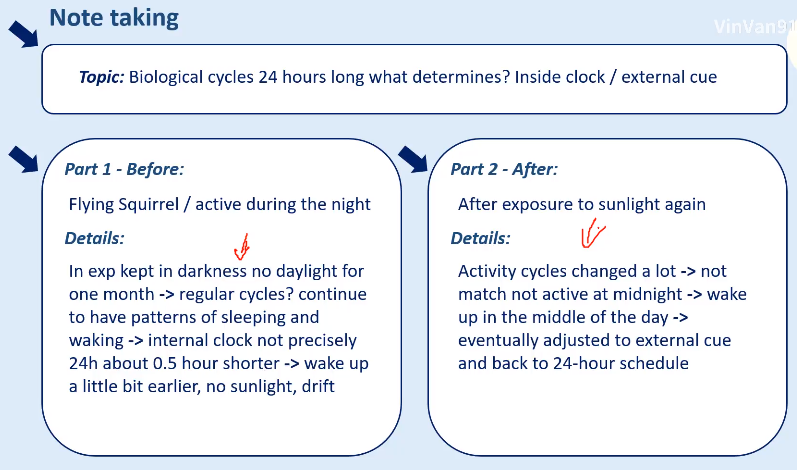 Note taking
VinVan91
Topic: Biological cycles 24 hours long what determines? Inside clock / external cue
Part 1 - Before:
Flying Squirrel / active during the night
Details:
In exp kept in darkness no daylight for
one month -> regular cycles? continue
to have patterns of sleeping and
waking -> internal clock not precisely
24h about 0.5 hour shorter -> wake up
a little bit earlier, no sunlight, drift
Part 2 - After:
After exposure to sunlight again
Details:
Activity cycles changed a lot -> not
match not active at midnight -> wake
up in the middle of the day ->
eventually adjusted to external cue
and back to 24-hour schedule